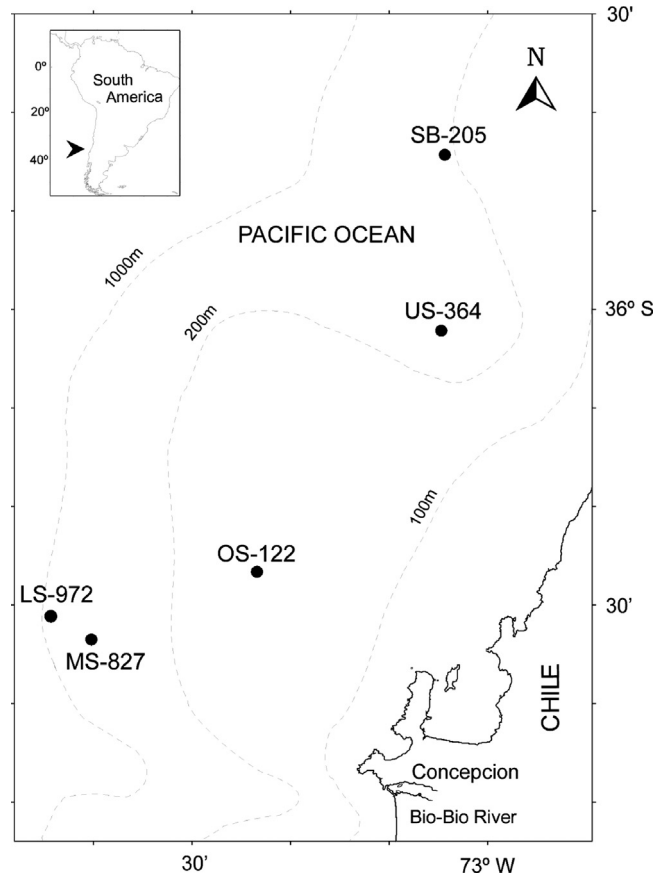 30'
0º
South
America
20º
40º
N
SB-205
PACIFIC OCEAN
1000m
200m
US-364
36º S
100m
OS-122
LS-972
30'
MS-827
CHILE
Concepcion
Bio-Bio River
30'
73º W